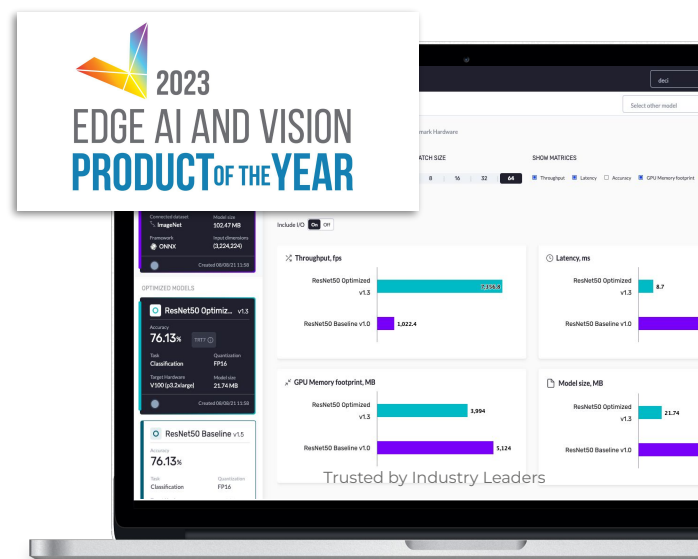 2023
EDGE AI AND VISION
PRODUCT OF THE YEAR
deci
Select other model
mark Hardware
ATCH SIZE
8 16 32 64
SHOW MATRICES
Throughput Latency Accuracy GPU Memory footprint
Include I/O On Off
Connected dataset Model size
ImageNet 102.47 MB
Framework Input dimensions
ONNX (3,224,224)
Created 08/08/21 11:58
OPTIMIZED MODELS
ResNet50 Optimiz... v1.3
Accuracy
76.13% TRT?
Task Quantization
Classification FP16
Target Hardware Model size
V100 (p3.2xlarge) 21.74 MB
Created 08/08/21 11:58
ResNet50 Baseline v1.5
Accuracy
76.13%
Task Quantization
Classification FP16
Throughput, fps
ResNet50 Optimized
v1.3
7,156.8
ResNet50 Baseline v1.0 1,022.4
Latency, ms
ResNet50 Optimized
v1.3
8.7
ResNet50 Baseline v1.0
GPU Memory footprint, MB
ResNet50 Optimized
v1.3
3,994
ResNet50 Baseline v1.0 5,124
Model size, MB
ResNet50 Optimized
v1.3
21.74
ResNet50 Baseline v1.0
Trusted by Industry Leaders